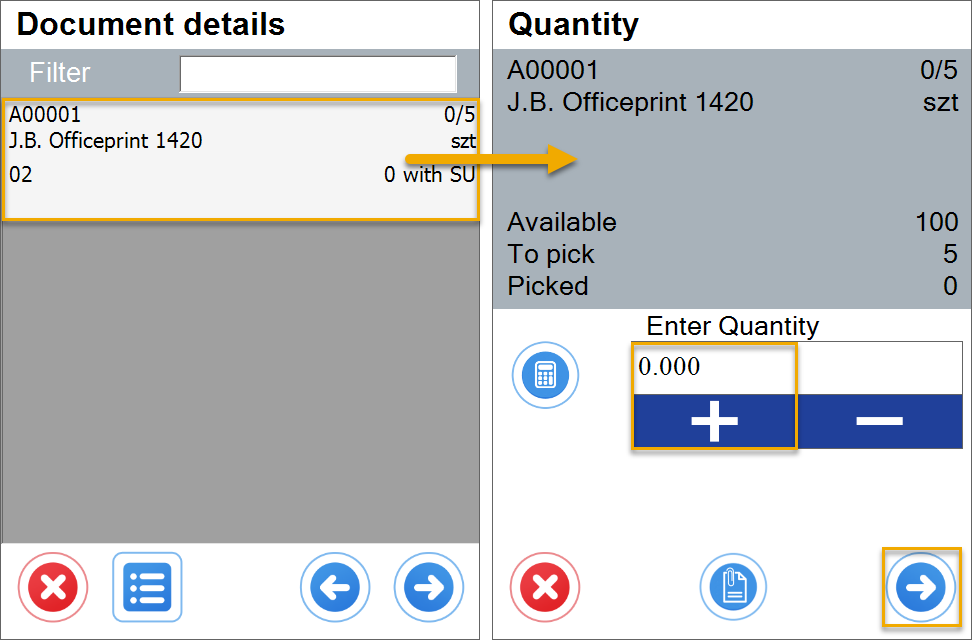 Document details
Filter
A00001 0/5
J.B. Officeprint 1420 szt
02 0 with SU
Quantity
A00001 0/5
J.B. Officeprint 1420 szt
Available 100
To pick 5
Picked 0
Enter Quantity
0.000